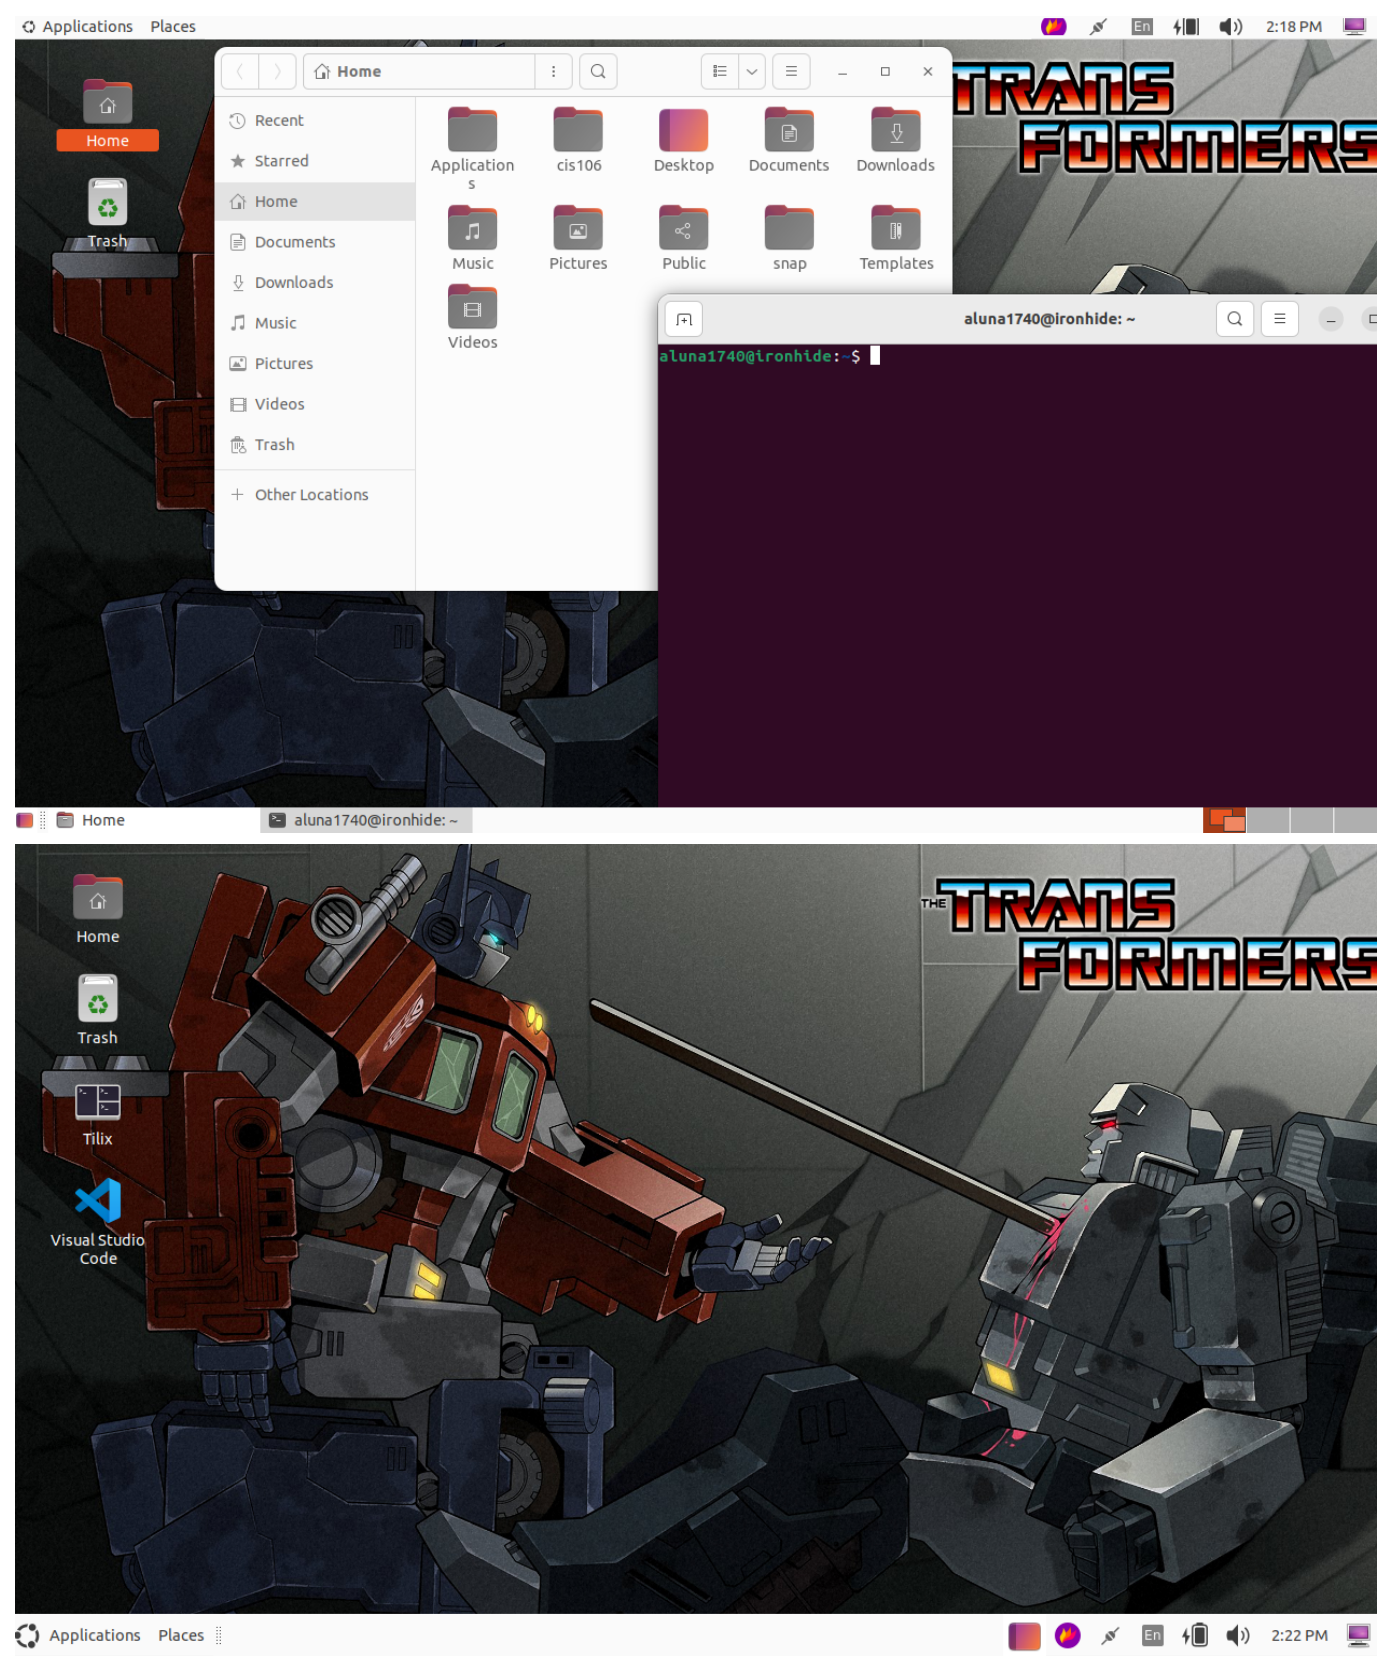 Applications Places En 2:18 PM
Home
Home
Trash
Recent
Starred
Home
Documents
Downloads
Music
Pictures
Videos
Trash
Other Locations
Application
s
cis106
Desktop
Documents
Downloads
Music
Pictures
Public
snap
Templates
Videos
TRANS
FORMERS
aluna1740@ironhide: ~
aluna1740@ironhide:~$
Home
aluna1740@ironhide: ~
Home
Trash
Tilix
Visual Studio
Code
THE TRANS
FORMERS
Applications Places En 2:22 PM